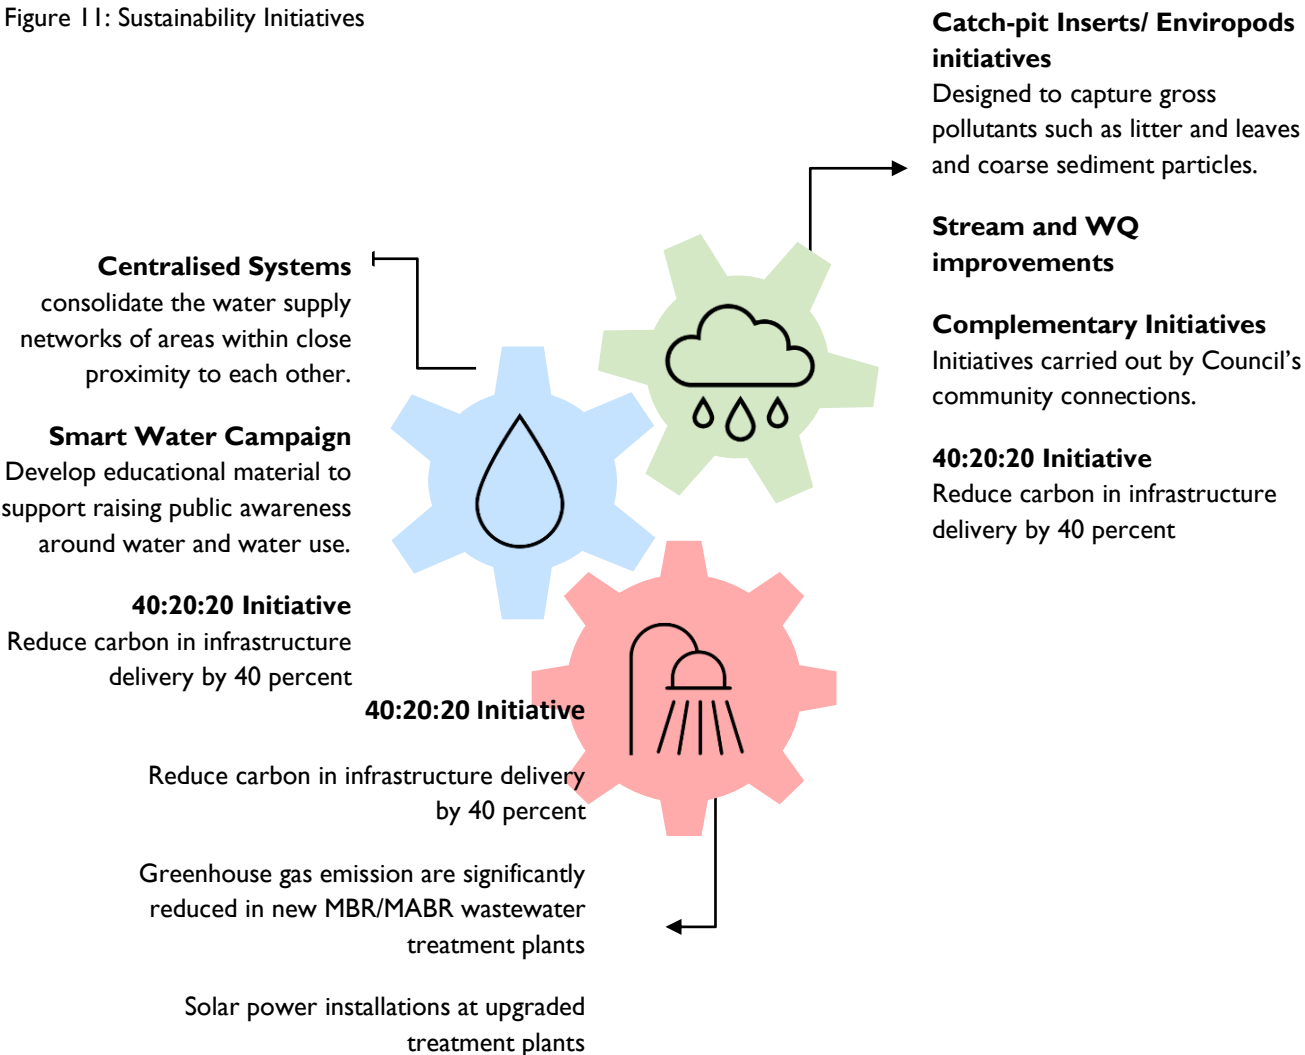 Figure 11: Sustainability Initiatives
Catch-pit Inserts/ Enviropods
initiatives
Designed to capture gross
pollutants such as litter and leaves
and coarse sediment particles.
Stream and WQ
improvements
Complementary Initiatives
Initiatives carried out by Council’s
community connections.
40:20:20 Initiative
Reduce carbon in infrastructure
delivery by 40 percent
Centralised Systems
consolidate the water supply
networks of areas within close
proximity to each other.
Smart Water Campaign
Develop educational material to
support raising public awareness
around water and water use.
40:20:20 Initiative
Reduce carbon in infrastructure
delivery by 40 percent
40:20:20 Initiative
Reduce carbon in infrastructure delivery
by 40 percent
Greenhouse gas emission are significantly
reduced in new MBR/MABR wastewater
treatment plants
Solar power installations at upgraded
treatment plants